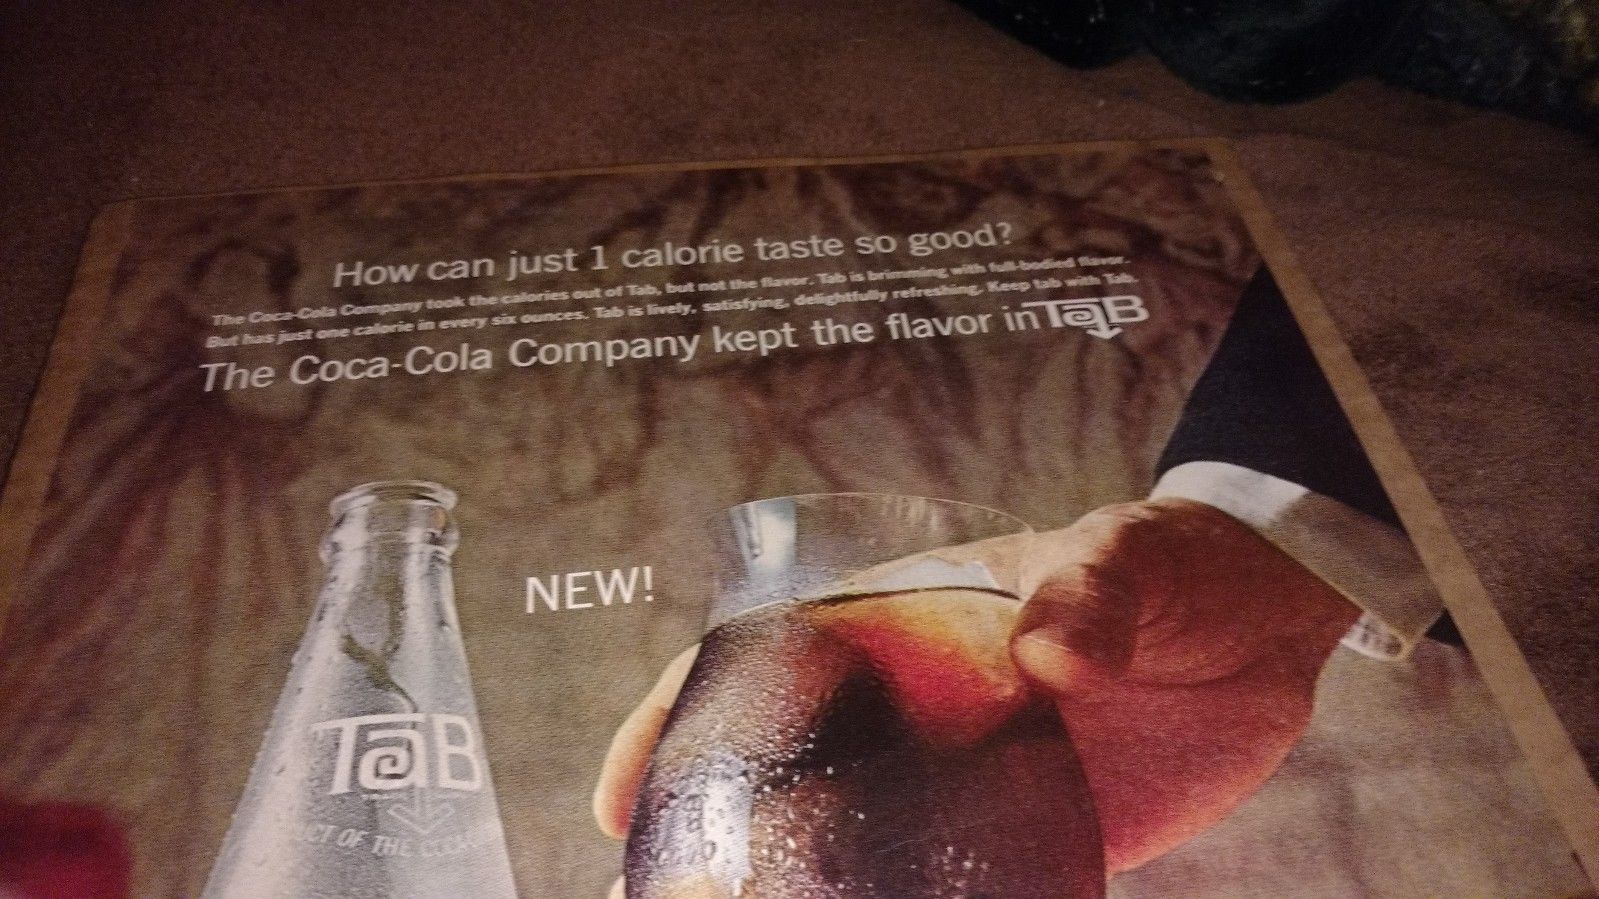 How can just 1 calorie taste so good?
The Coca-Cola Company took the calories out of Tab, but not the flavor. Tab is brimming with full-bodied flavor.
But has just one calorie in every six ounces. Tab is lively, satisfying, delightfully refreshing. Keep tab with Tab.
The Coca-Cola Company kept the flavor in TaB
NEW!
TaB
OF THE